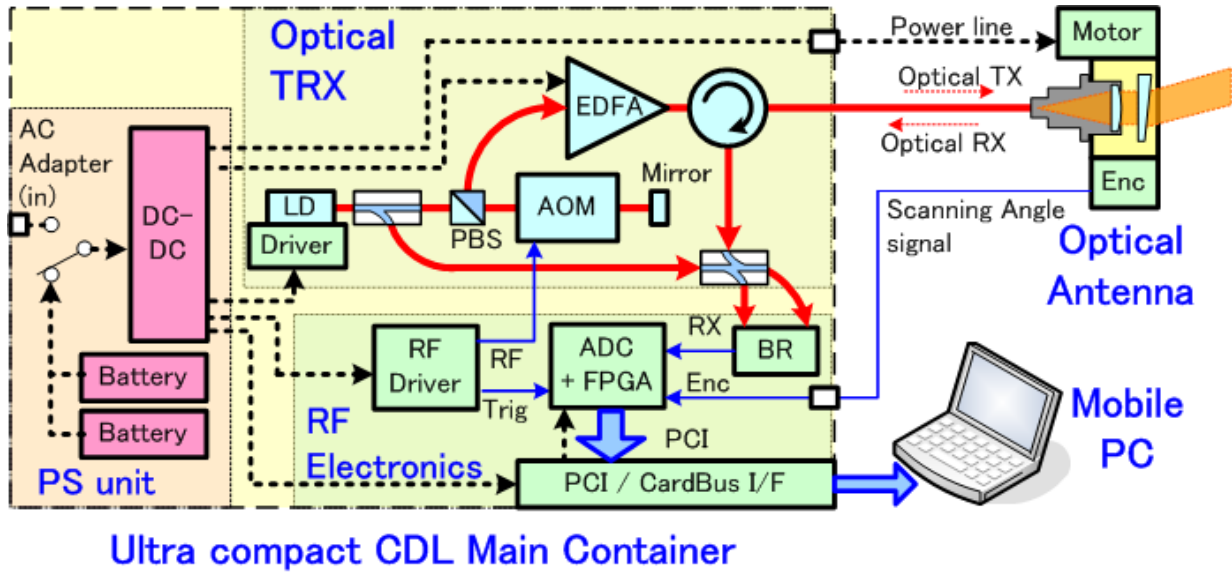 Optical
TRX
Power line
Motor
Optical TX
EDFA
Optical RX
AC
Adapter
(in)
DC-
DC
LD
Driver
PBS
AOM
Mirror
Enc
Scanning Angle
signal
Optical
Antenna
RF
Driver
RF
Trig
ADC
+ FPGA
RX
Enc
BR
Battery
Battery
PS unit
RF
Electronics
PCI
PCI / CardBus I/F
Mobile
PC
Ultra compact CDL Main Container